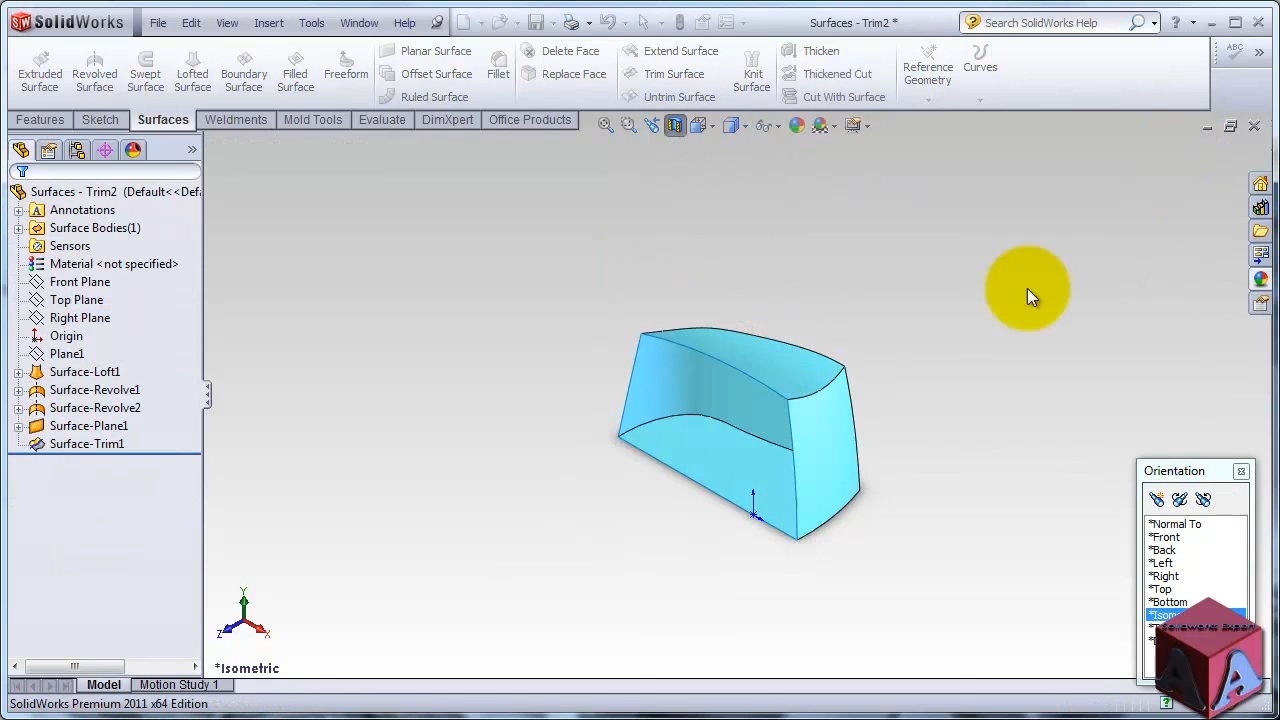 SolidWorks File Edit View Insert Tools Window Help Surfaces - Trim2 * Search SolidWorks Help
Extruded Surface
Revolved Surface
Swept Surface
Lofted Surface
Boundary Surface
Filled Surface
Freeform
Planar Surface
Offset Surface
Ruled Surface
Fillet
Delete Face
Replace Face
Extend Surface
Trim Surface
Untrim Surface
Knit Surface
Thicken
Thickened Cut
Cut With Surface
Reference Geometry
Curves
ABC
Features Sketch Surfaces Weldments Mold Tools Evaluate DimXpert Office Products
Surfaces - Trim2 (Default<<Defa
Annotations
Surface Bodies(1)
Sensors
Material <not specified>
Front Plane
Top Plane
Right Plane
Origin
Plane1
Surface-Loft1
Surface-Revolve1
Surface-Revolve2
Surface-Plane1
Surface-Trim1
Orientation
*Normal To
*Front
*Back
*Left
*Right
*Top
*Bottom
Solidworks Expert
AA
Y
Z X
*Isometric
Model Motion Study 1
SolidWorks Premium 2011 x64 Edition